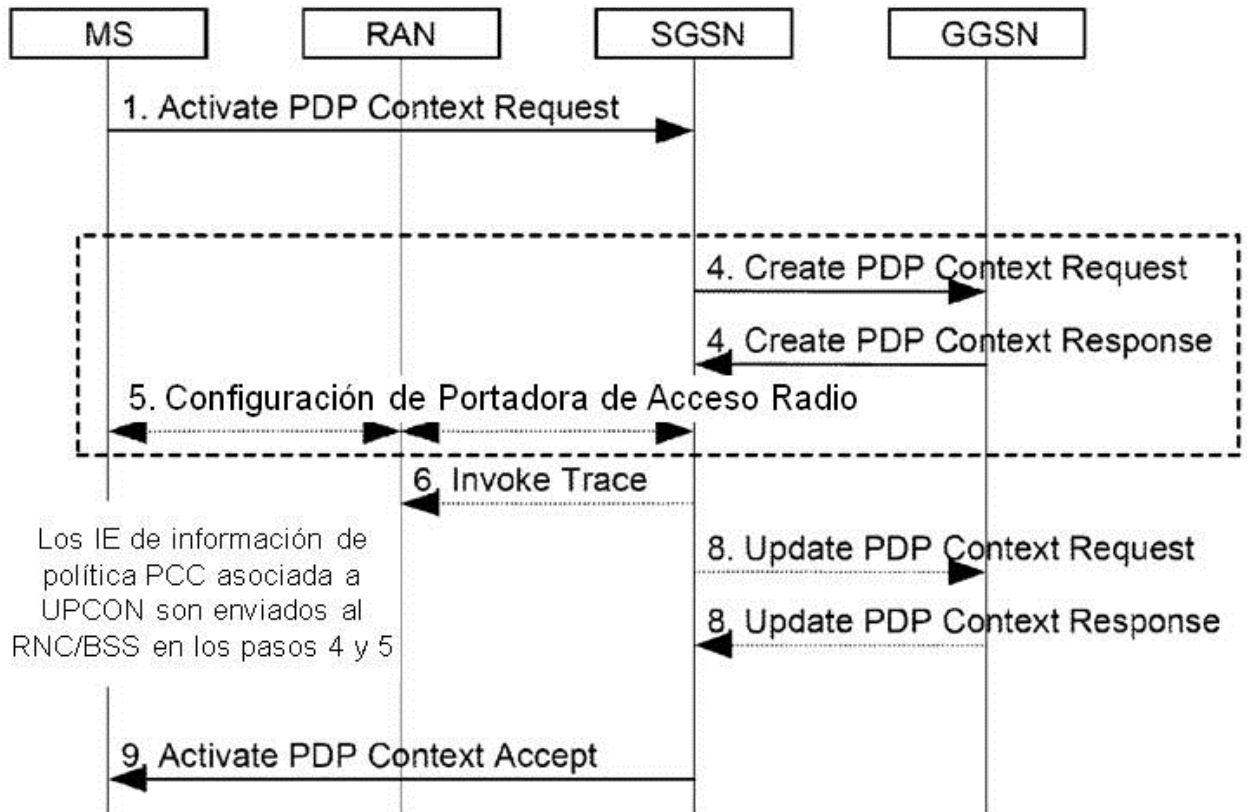 MS RAN SGSN GGSN
1. Activate PDP Context Request
4. Create PDP Context Request
4. Create PDP Context Response
5. Configuración de Portadora de Acceso Radio
6. Invoke Trace
Los IE de información de
política PCC asociada a
UPCON son enviados al
RNC/BSS en los pasos 4 y 5
8. Update PDP Context Request
8. Update PDP Context Response
9. Activate PDP Context Accept